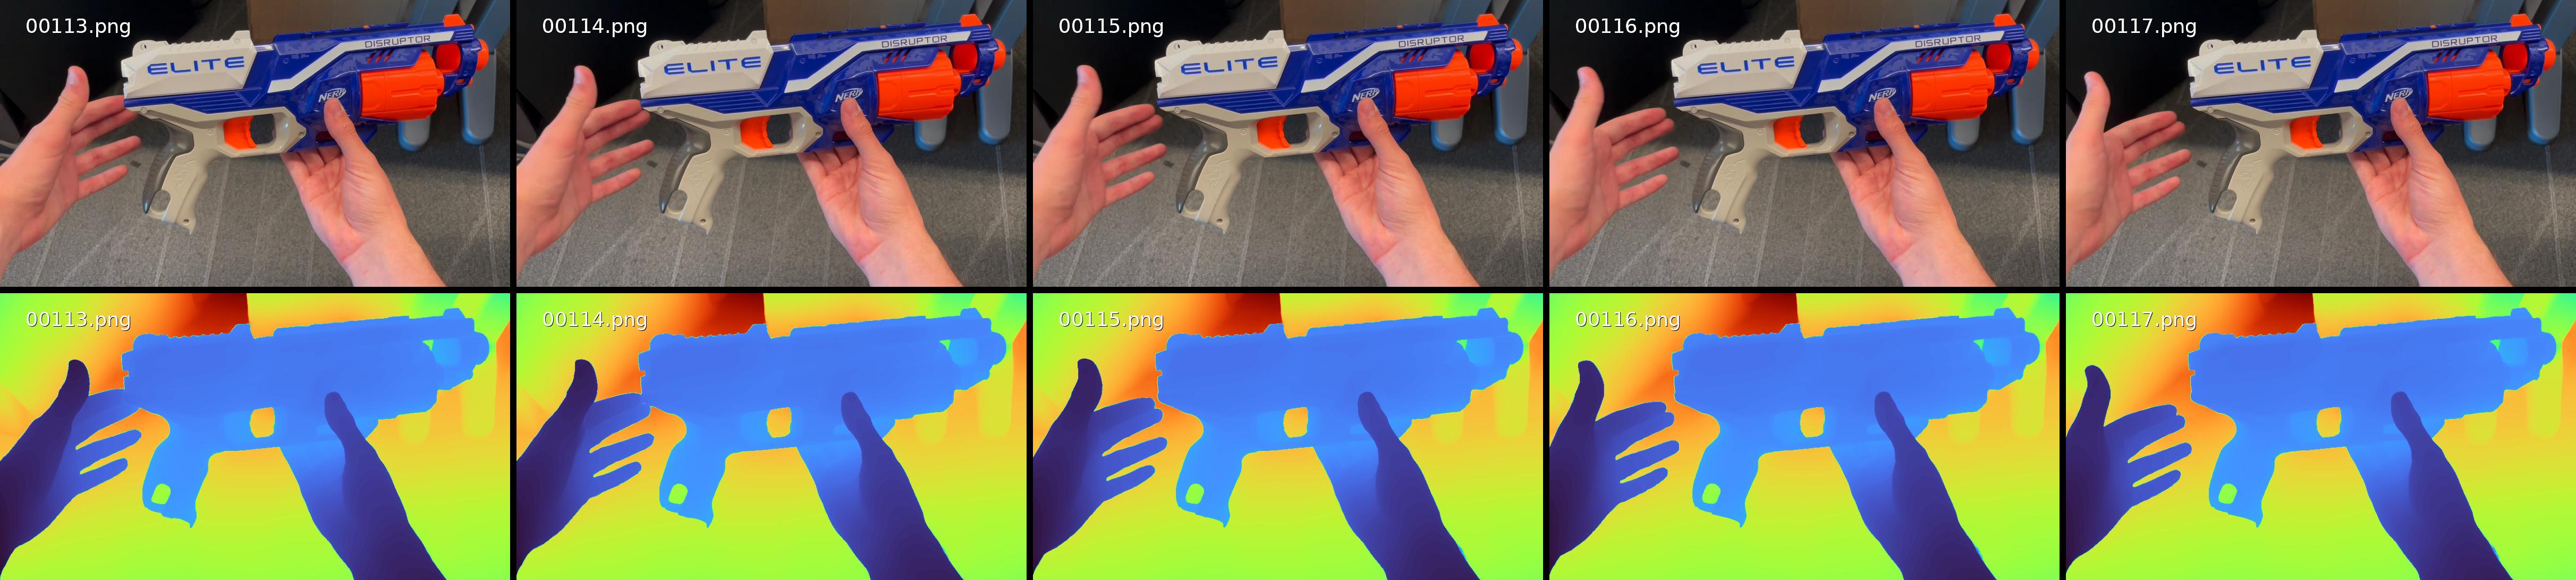 00113.png
DISRUPTOR
ELITE
NERF
00114.png
DISRUPTOR
ELITE
NERF
00115.png
DISRUPTOR
ELITE
NERF
00116.png
DISRUPTOR
ELITE
NERF
00117.png
DISRUPTOR
ELITE
NERF
00113.png
00114.png
00115.png
00116.png
00117.png